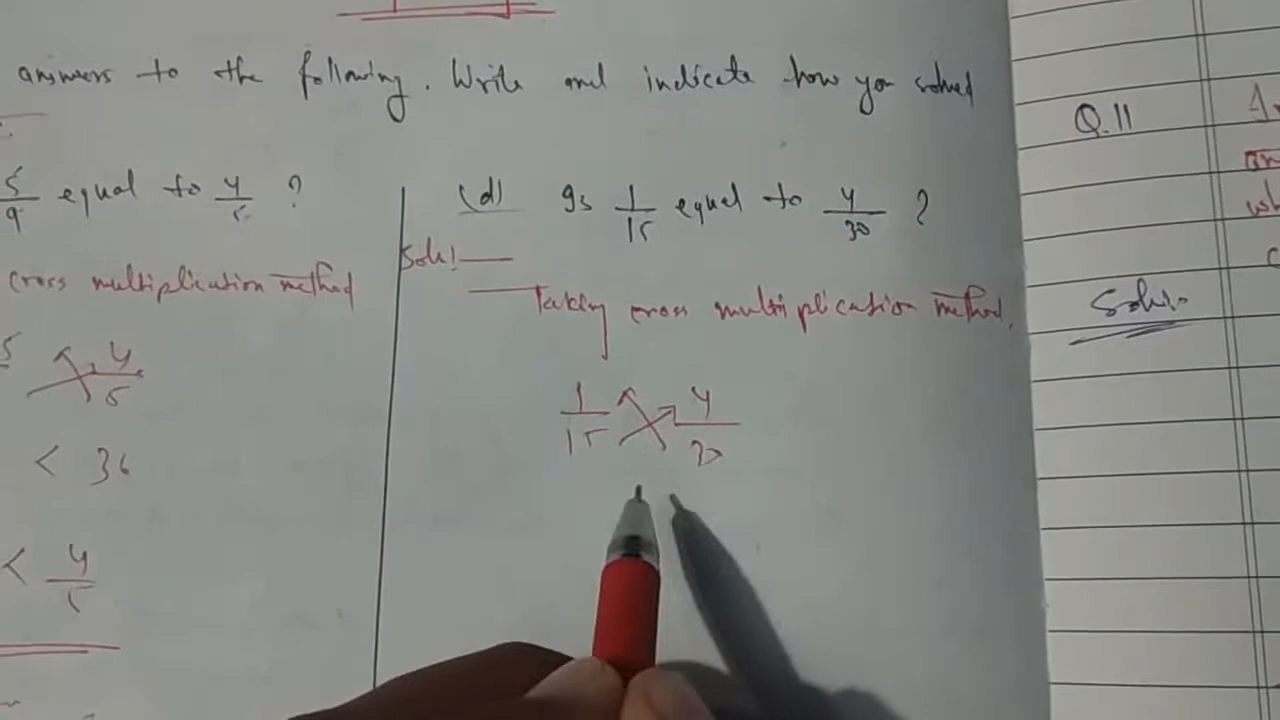 answers to the following. Write and indicate how you solved
5/9 equal to 4/5 ?
cross multiplication method
5 4/5
< 36
< 4/5
(d) Is 1/15 equal to 4/30 ?
Soln:—
Taking cross multiplication method.
1/15 4/30
Q.11
Soln:-